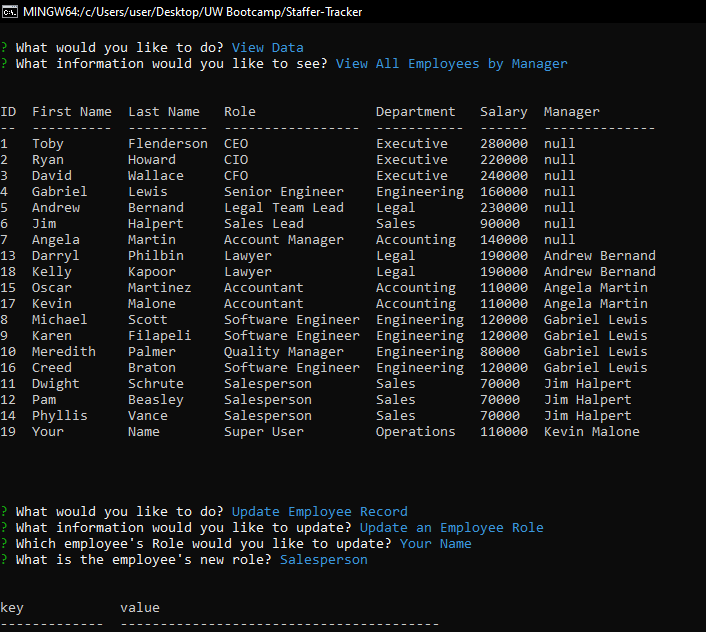 MINGW64:/c/Users/user/Desktop/UW Bootcamp/Staffer-Tracker
? What would you like to do? View Data
? What information would you like to see? View All Employees by Manager
ID  First Name  Last Name   Role               Department   Salary  Manager
--  ----------  ----------  -----------------  -----------  ------  --------------
1   Toby        Flenderson  CEO                Executive    280000  null
2   Ryan        Howard      CIO                Executive    220000  null
3   David       Wallace     CFO                Executive    240000  null
4   Gabriel     Lewis       Senior Engineer    Engineering  160000  null
5   Andrew      Bernand     Legal Team Lead    Legal        230000  null
6   Jim         Halpert     Sales Lead         Sales        90000   null
7   Angela      Martin      Account Manager    Accounting   140000  null
13  Darryl      Philbin     Lawyer             Legal        190000  Andrew Bernand
18  Kelly       Kapoor      Lawyer             Legal        190000  Andrew Bernand
15  Oscar       Martinez    Accountant         Accounting   110000  Angela Martin
17  Kevin       Malone      Accountant         Accounting   110000  Angela Martin
8   Michael     Scott       Software Engineer  Engineering  120000  Gabriel Lewis
9   Karen       Filapeli    Software Engineer  Engineering  120000  Gabriel Lewis
10  Meredith    Palmer      Quality Manager    Engineering  80000   Gabriel Lewis
16  Creed       Braton      Software Engineer  Engineering  120000  Gabriel Lewis
11  Dwight      Schrute     Salesperson        Sales        70000   Jim Halpert
12  Pam         Beasley     Salesperson        Sales        70000   Jim Halpert
14  Phyllis     Vance       Salesperson        Sales        70000   Jim Halpert
19  Your        Name        Super User         Operations   110000  Kevin Malone
? What would you like to do? Update Employee Record
? What information would you like to update? Update an Employee Role
? Which employee's Role would you like to update? Your Name
? What is the employee's new role? Salesperson
key            value
-------------  ----------------------------------------